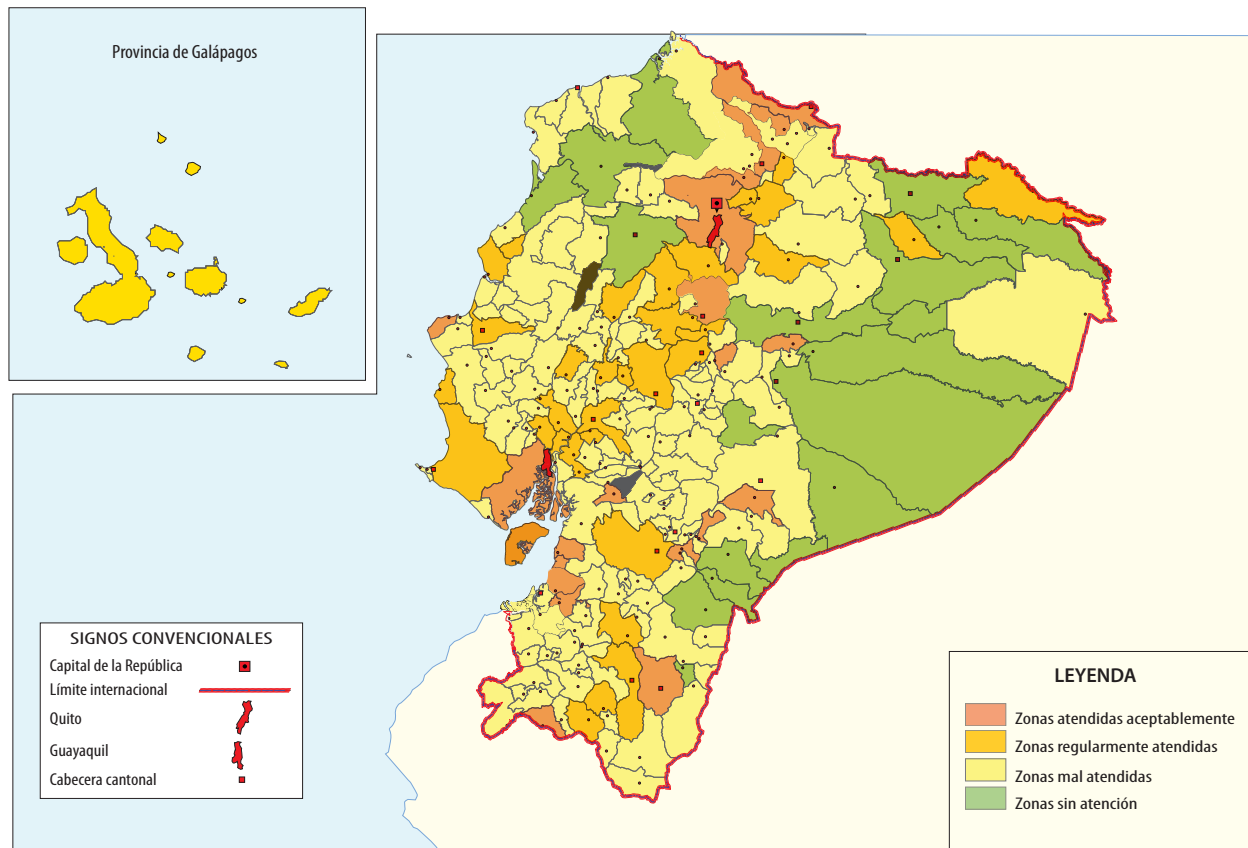 Provincia de Galápagos
SIGNOS CONVENCIONALES
Capital de la República
Límite internacional
Quito
Guayaquil
Cabecera cantonal
LEYENDA
Zonas atendidas aceptablemente
Zonas regularmente atendidas
Zonas mal atendidas
Zonas sin atención